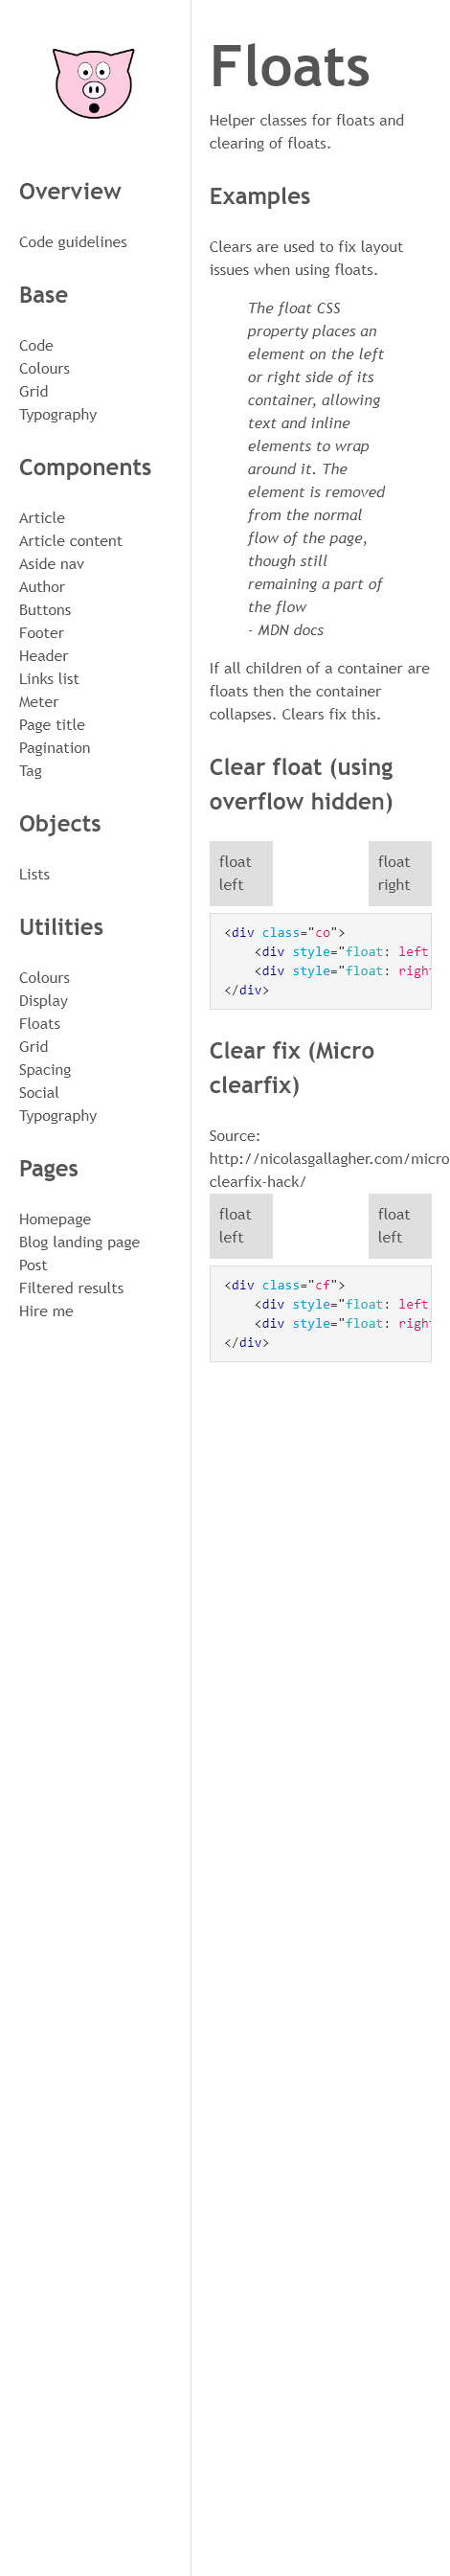 Overview
Code guidelines
Base
Code
Colours
Grid
Typography
Components
Article
Article content
Aside nav
Author
Buttons
Footer
Header
Links list
Meter
Page title
Pagination
Tag
Objects
Lists
Utilities
Colours
Display
Floats
Grid
Spacing
Social
Typography
Pages
Homepage
Blog landing page
Post
Filtered results
Hire me
Floats
Helper classes for floats and
clearing of floats.
Examples
Clears are used to fix layout
issues when using floats.
The float CSS
property places an
element on the left
or right side of its
container, allowing
text and inline
elements to wrap
around it. The
element is removed
from the normal
flow of the page,
though still
remaining a part of
the flow
- MDN docs
If all children of a container are
floats then the container
collapses. Clears fix this.
Clear float (using
overflow hidden)
float
left
float
right
<div class="co">
<div style="float: left
<div style="float: right
</div>
Clear fix (Micro
clearfix)
Source:
http://nicolasgallagher.com/micro
clearfix-hack/
float
left
float
left
<div class="cf">
<div style="float: left
<div style="float: right
</div>